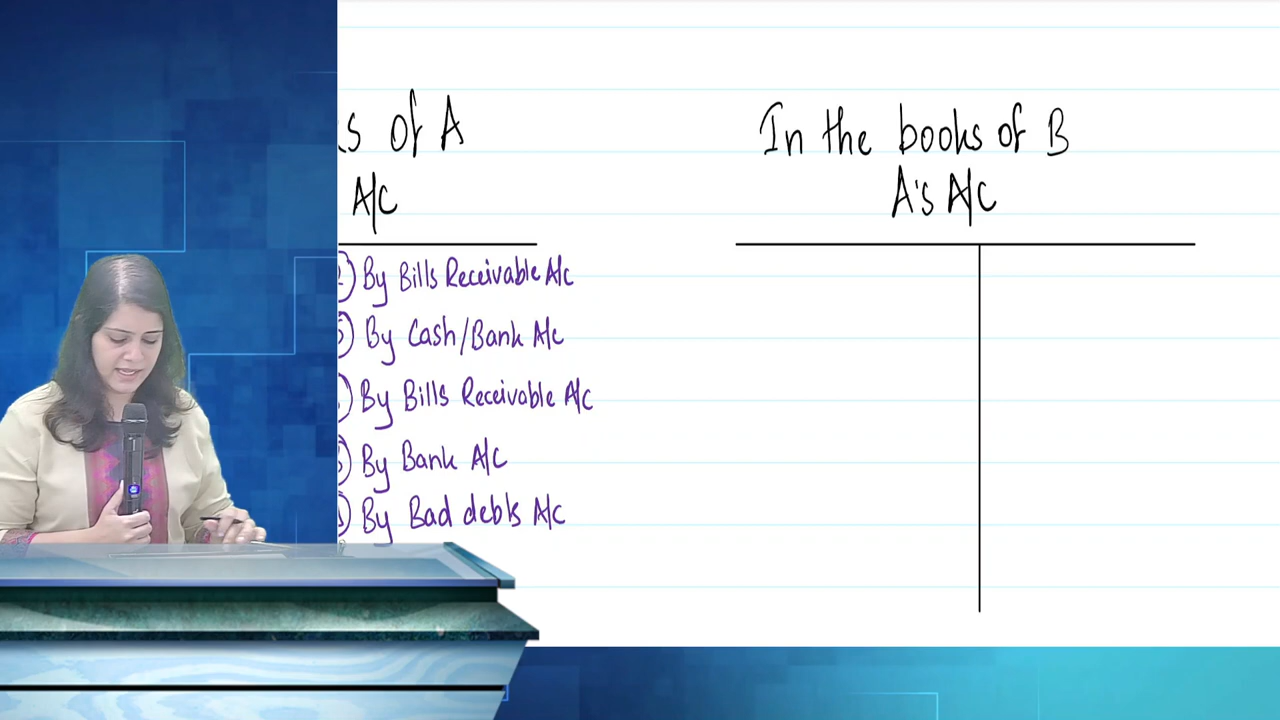 of A
A/C
By Bills Receivable A/c
By Cash/Bank A/c
By Bills Receivable A/c
By Bank A/c
By Bad debts A/c
In the books of B
A's A/C